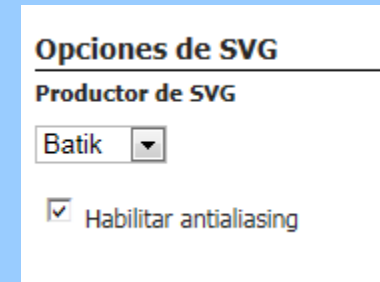 Opciones de SVG
Productor de SVG
Batik
Habilitar antialiasing